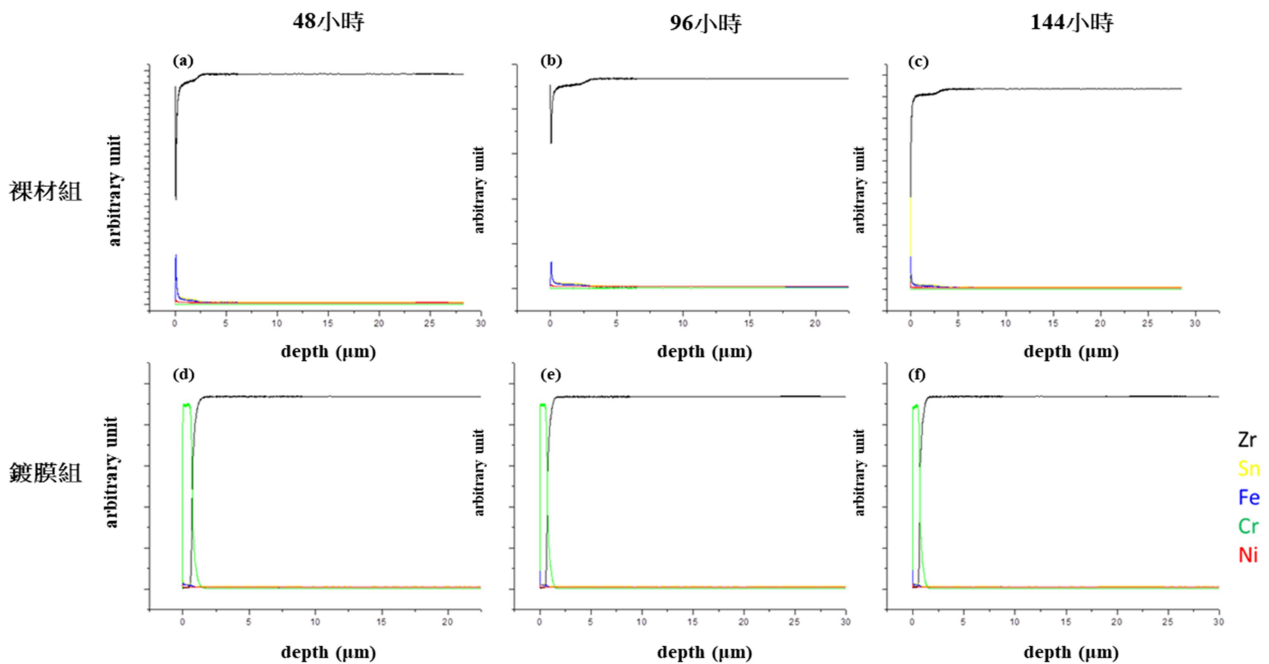 48小時 96小時 144小時
裸材組
(a)
arbitrary unit
0 5 10 15 20 25 30
depth (μm)
(b)
arbitrary unit
0 5 10 15 20
depth (μm)
(c)
arbitrary unit
0 5 10 15 20 25 30
depth (μm)
鍍膜組
(d)
arbitrary unit
0 5 10 15 20
depth (μm)
(e)
arbitrary unit
0 5 10 15 20 25 30
depth (μm)
(f)
arbitrary unit
0 5 10 15 20 25 30
depth (μm)
Zr
Sn
Fe
Cr
Ni